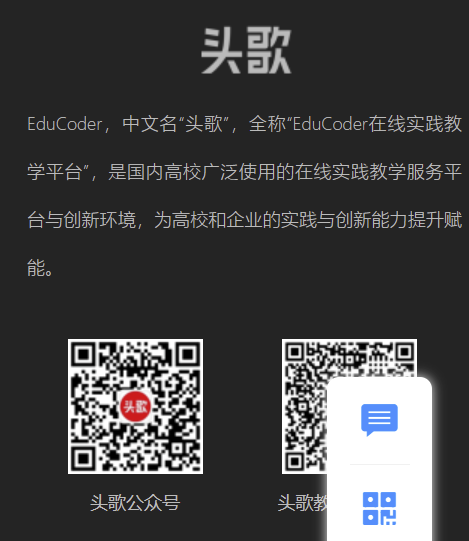 头歌
EduCoder，中文名“头歌”，全称“EduCoder在线实践教
学平台”，是国内高校广泛使用的在线实践教学服务平
台与创新环境，为高校和企业的实践与创新能力提升赋
能。
头歌
头歌公众号
头歌教